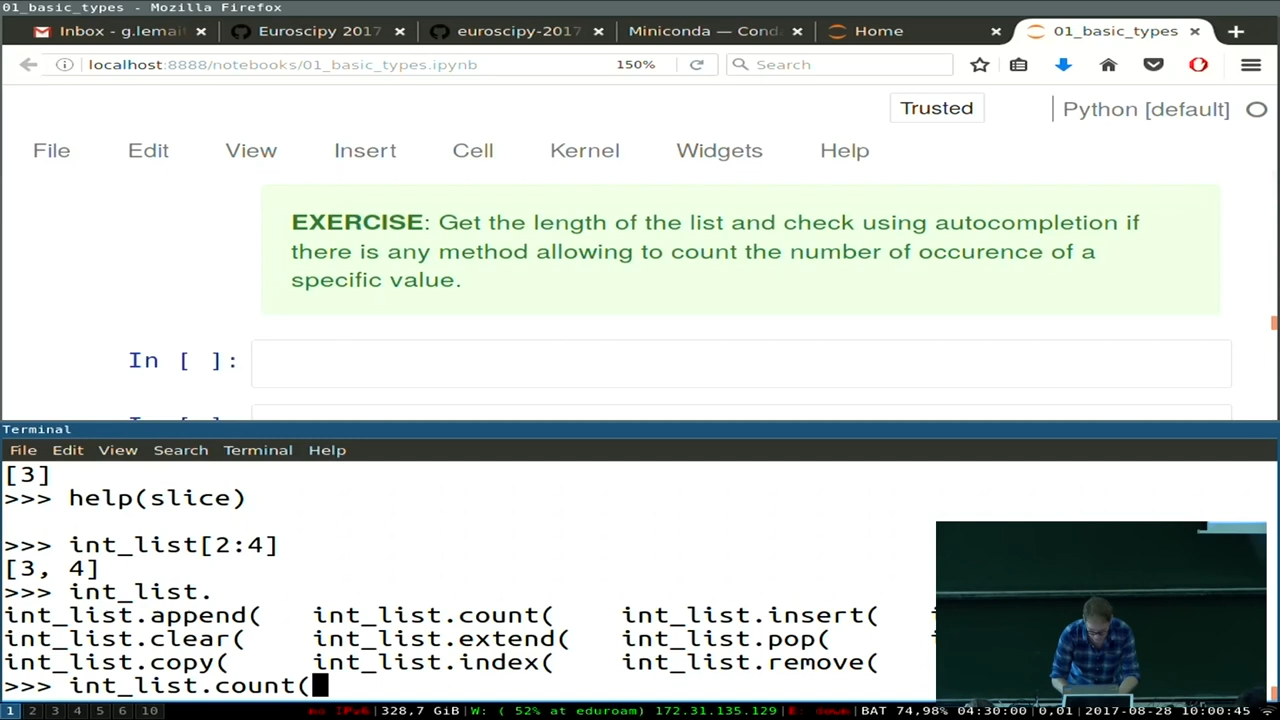 01_basic_types - Mozilla Firefox
Inbox - g.lemait × Euroscipy 2017 × euroscipy-2017 × Miniconda — Cond × Home × 01_basic_types × +
localhost:8888/notebooks/01_basic_types.ipynb 150% Search
Trusted Python [default]
File Edit View Insert Cell Kernel Widgets Help
EXERCISE: Get the length of the list and check using autocompletion if
there is any method allowing to count the number of occurence of a
specific value.
In [ ]:
Terminal
File Edit View Search Terminal Help
[3]
>>> help(slice)
>>> int_list[2:4]
[3, 4]
>>> int_list.
int_list.append( int_list.count( int_list.insert(
int_list.clear( int_list.extend( int_list.pop(
int_list.copy( int_list.index( int_list.remove(
>>> int_list.count(
1 2 3 4 5 6 10 no IPv6|328,7 GiB|W: ( 52% at eduroam) 172.31.135.129|E: down|BAT 74,98% 04:30:00|0,01|2017-08-28 10:00:45